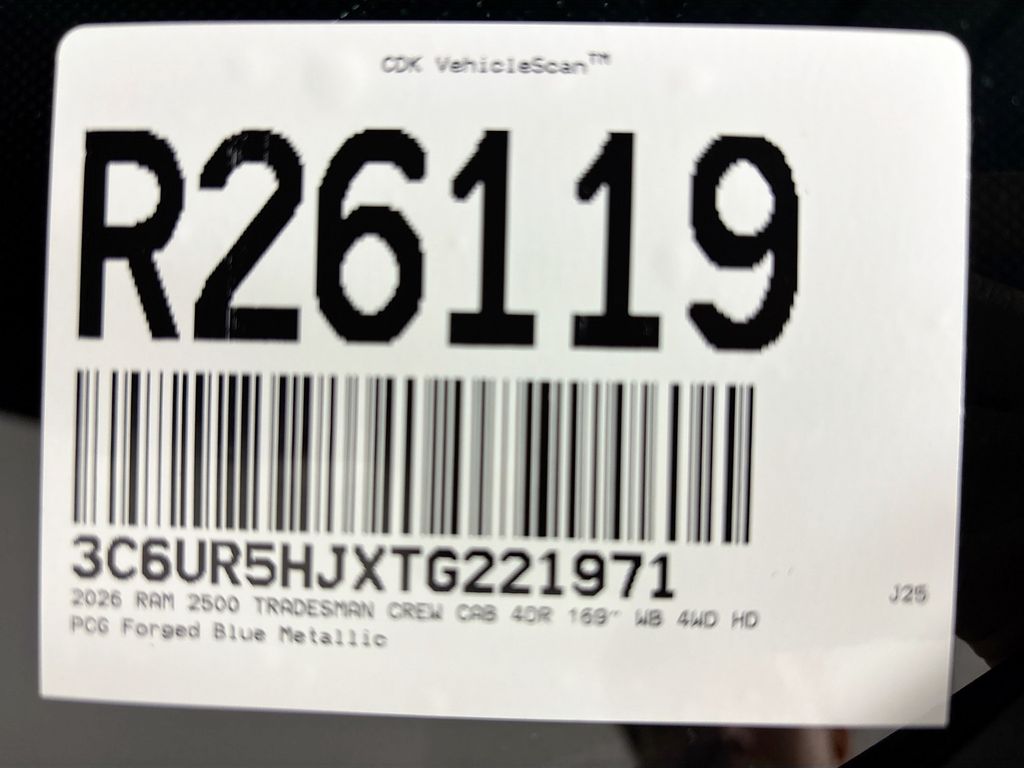 CDK VehicleScan™
R26119
3C6UR5HJXTG221971
2026 RAM 2500 TRADESMAN CREW CAB 4DR 169" WB 4WD HD
J25
PCG Forged Blue Metallic